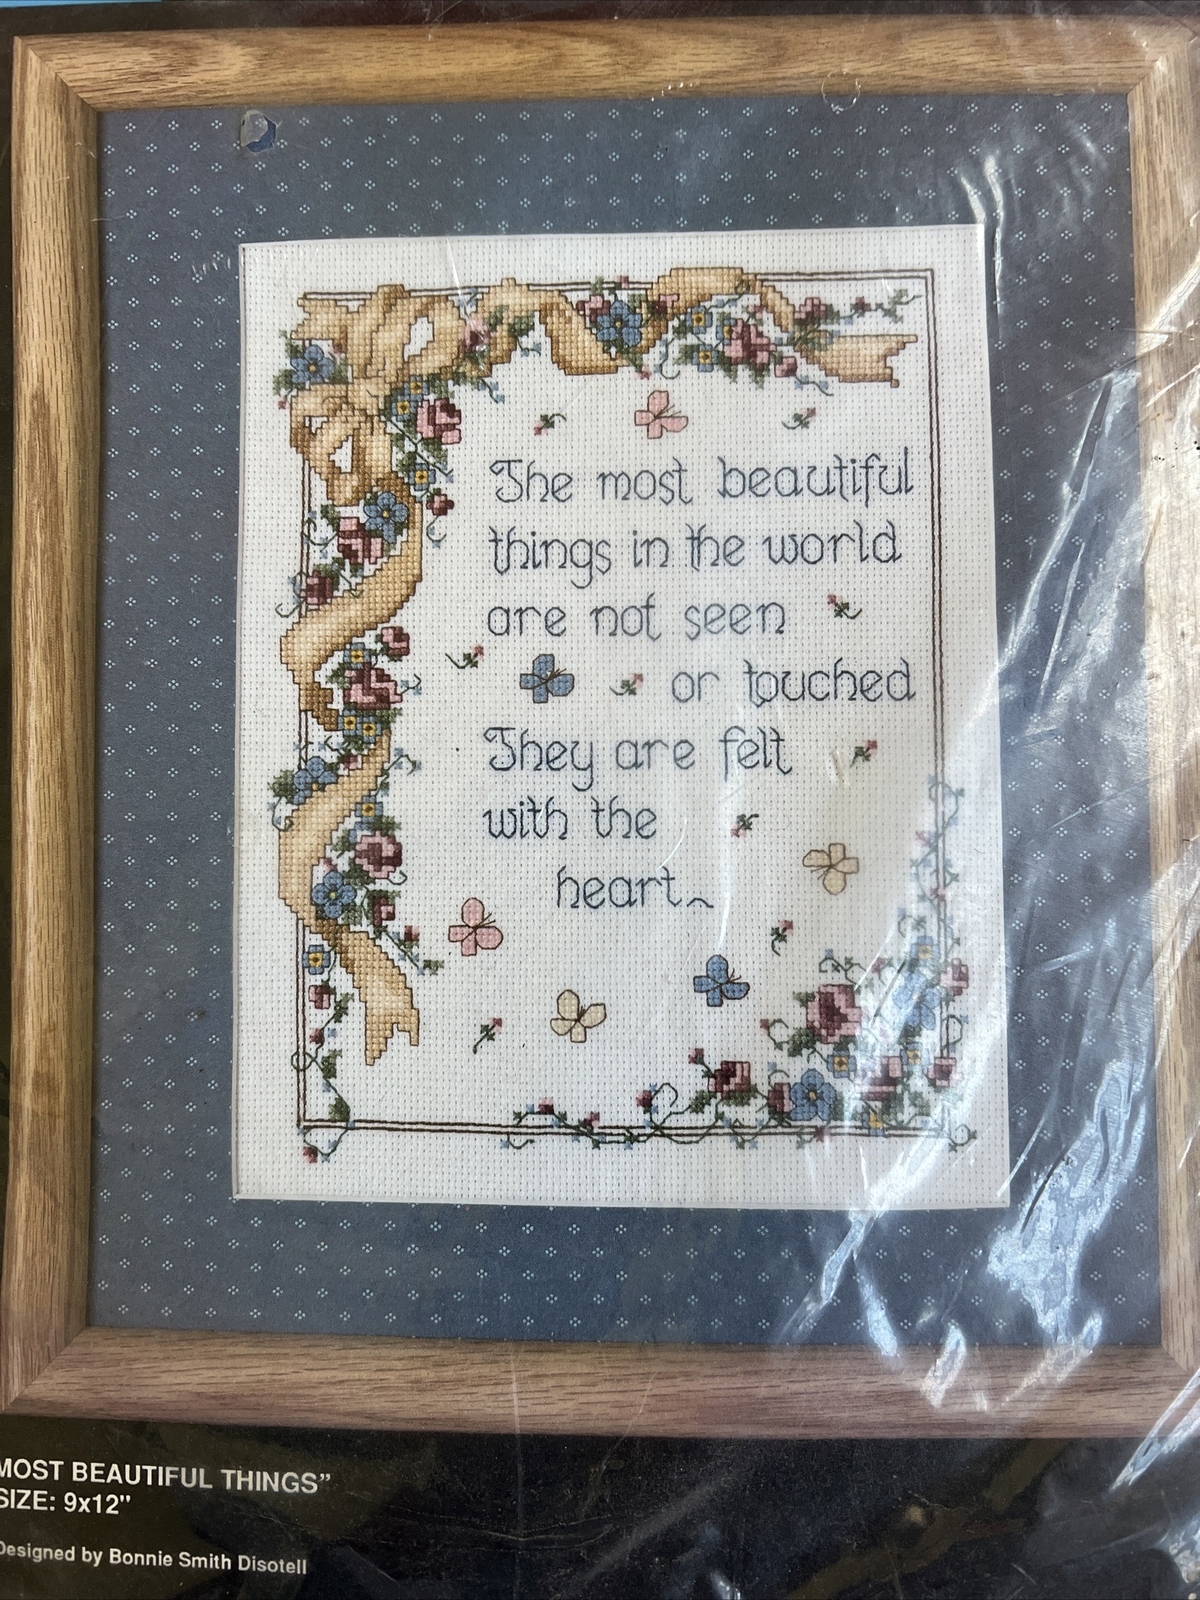 The most beautiful
things in the world
are not seen
or touched
They are felt
with the
heart~
MOST BEAUTIFUL THINGS”
SIZE: 9x12"
Designed by Bonnie Smith Disotell